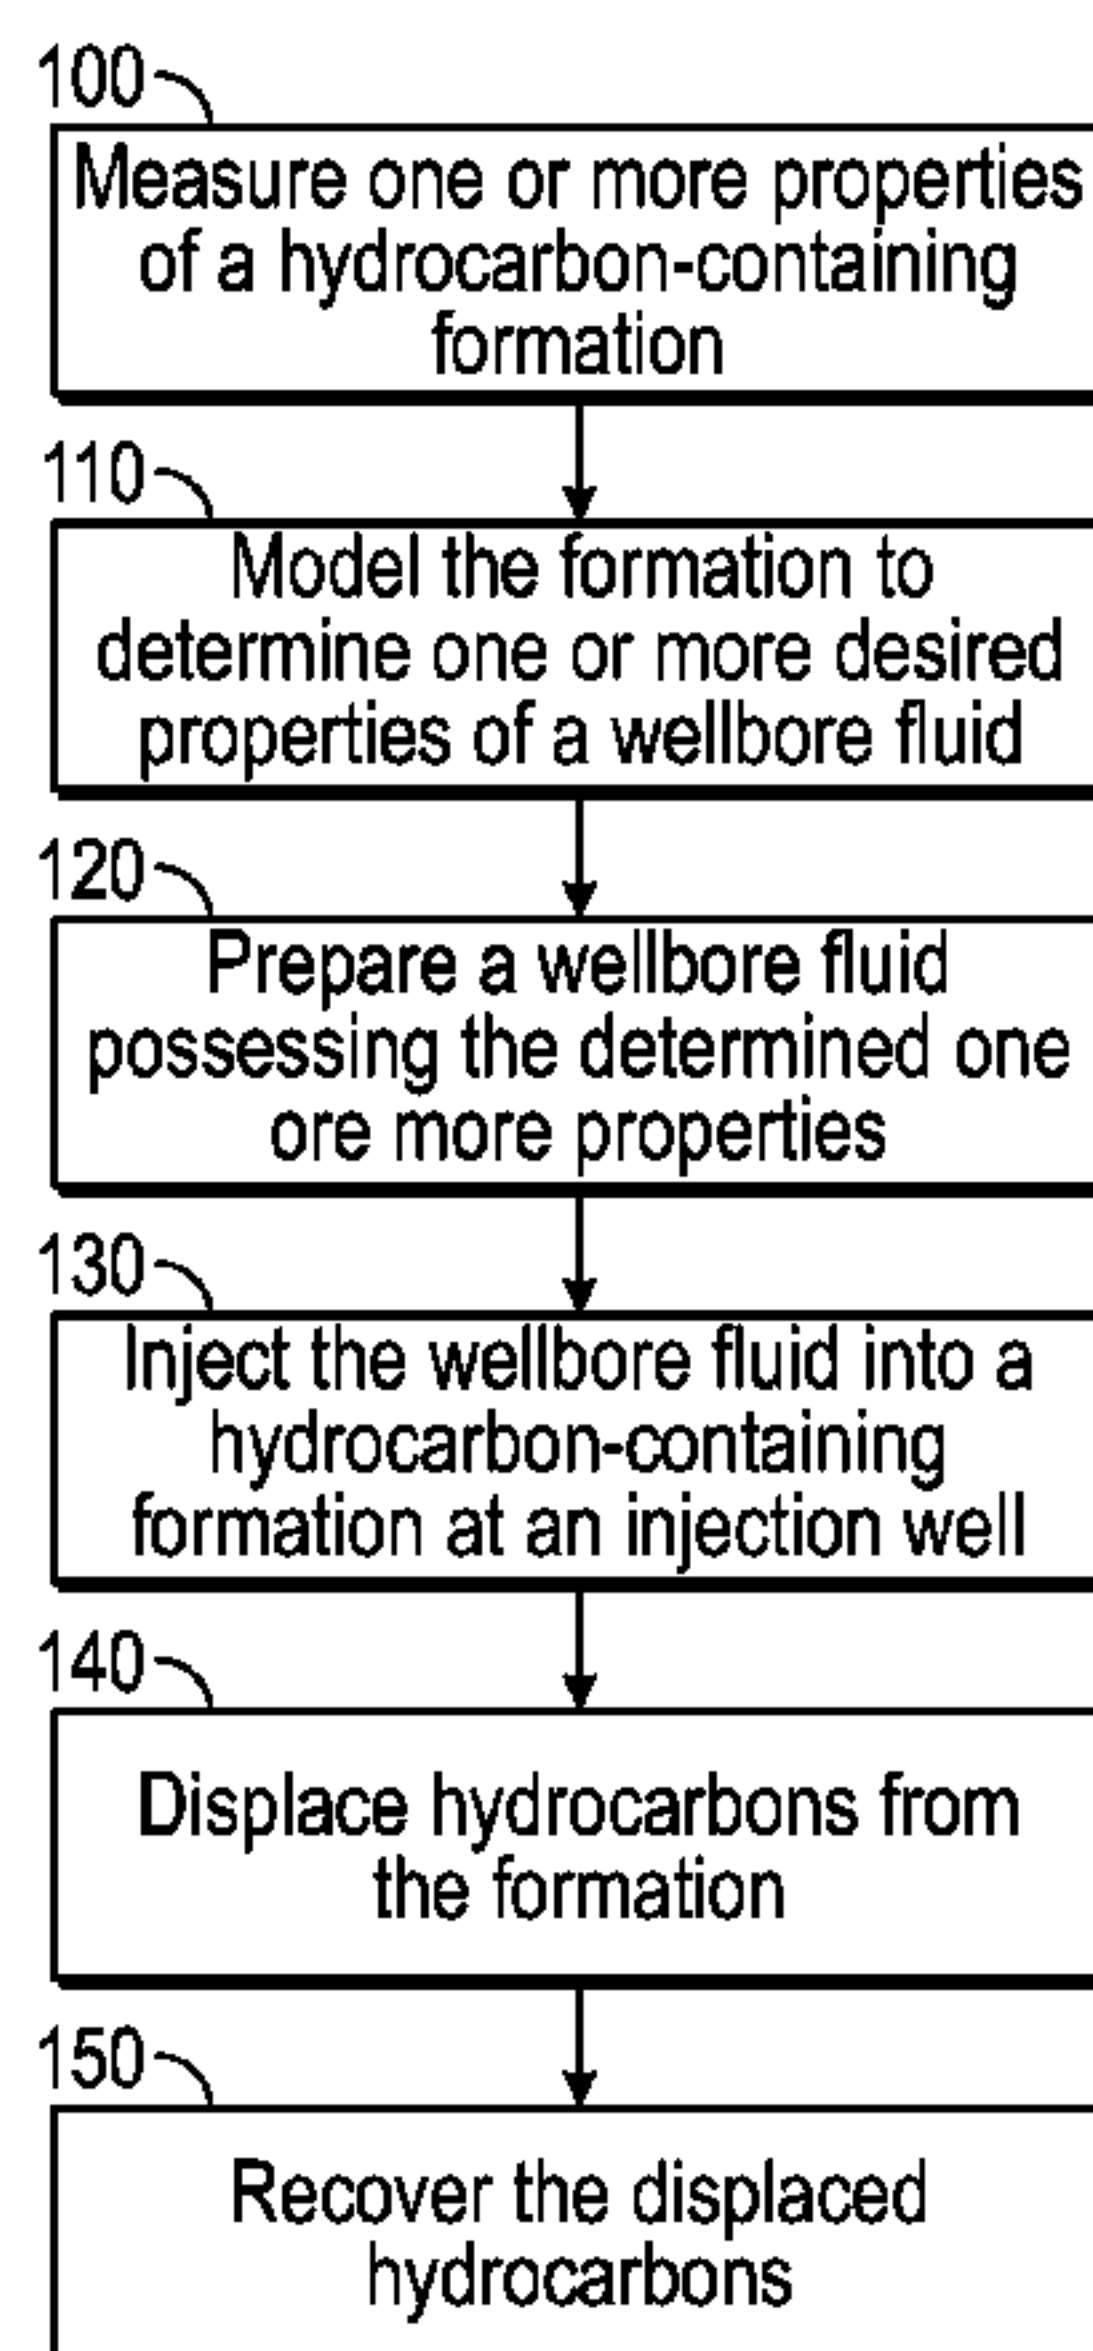 100
Measure one or more properties
of a hydrocarbon-containing
formation
110
Model the formation to
determine one or more desired
properties of a wellbore fluid
120
Prepare a wellbore fluid
possessing the determined one
ore more properties
130
Inject the wellbore fluid into a
hydrocarbon-containing
formation at an injection well
140
Displace hydrocarbons from
the formation
150
Recover the displaced
hydrocarbons